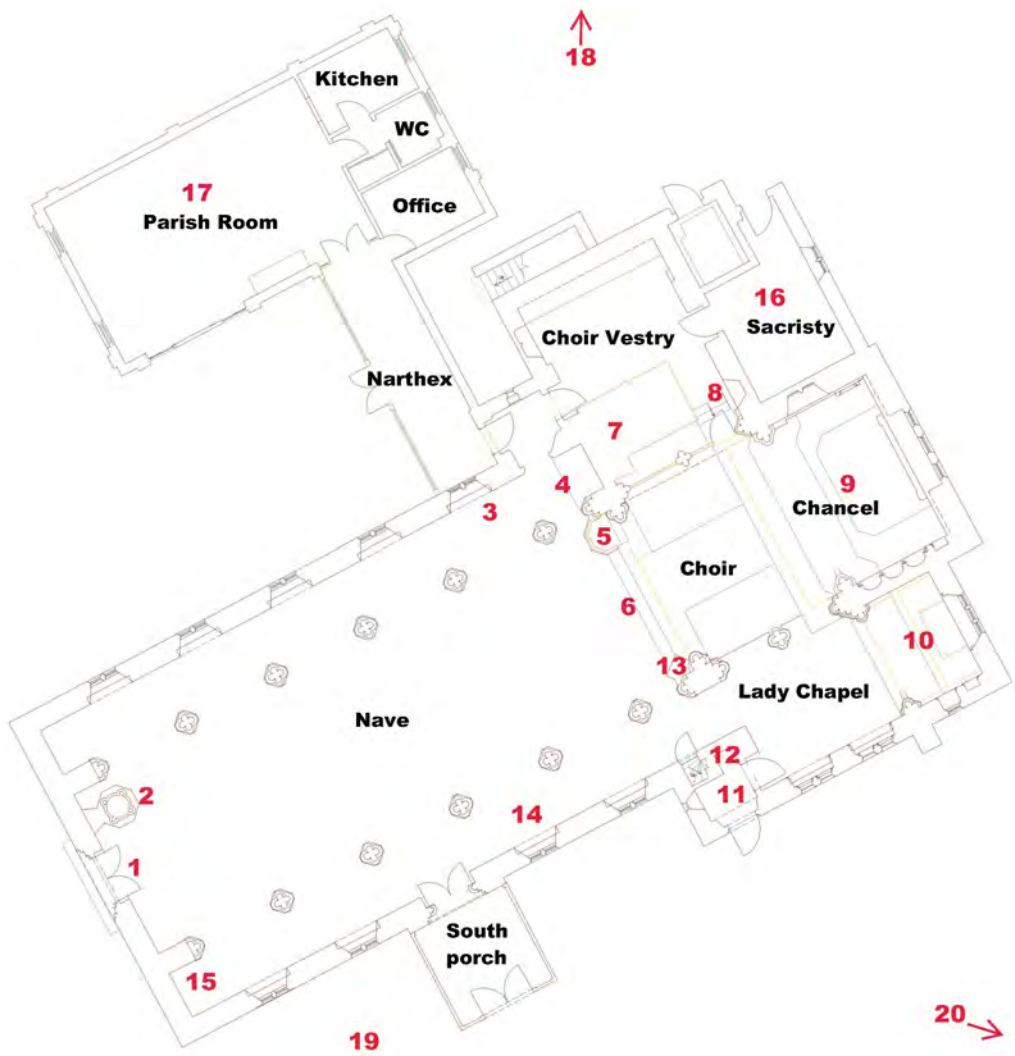 18
Kitchen
WC
17
Parish Room
Office
16
Sacristy
Choir Vestry
Narthex
8
7
4
3
9
Chancel
5
Choir
6
10
13
Lady Chapel
Nave
12
11
2
14
1
South
porch
15
20
19